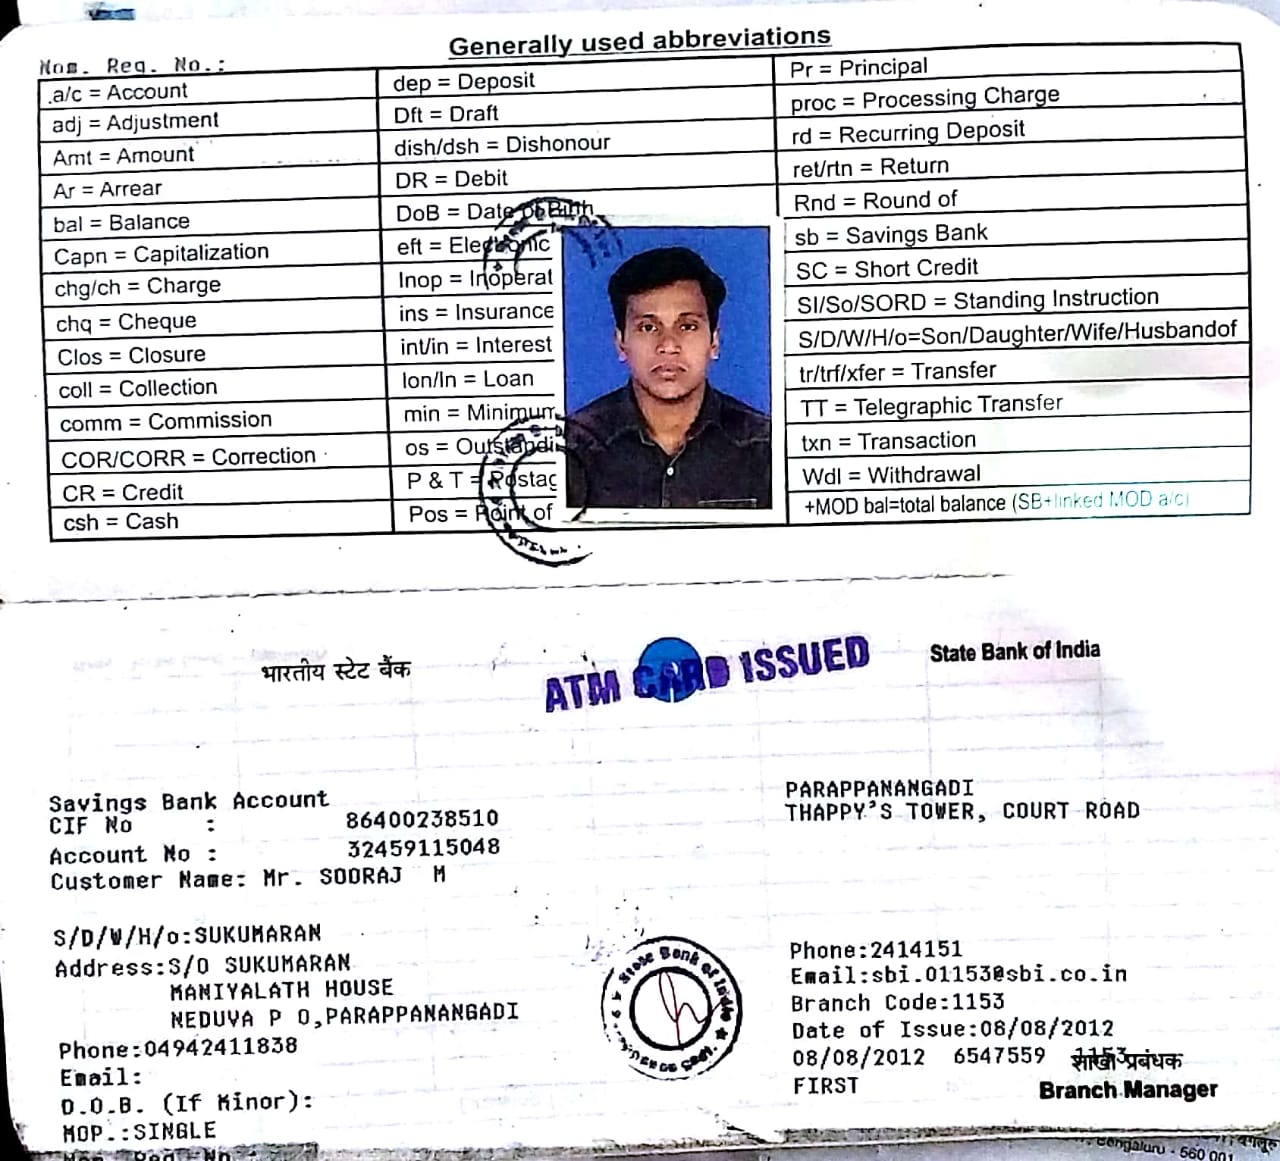 Generally used abbreviations
Nom. Reg. No.:
a/c = Account
adj = Adjustment
Amt = Amount
Ar = Arrear
bal = Balance
Capn = Capitalization
chg/ch = Charge
chq = Cheque
Clos = Closure
coll = Collection
comm = Commission
COR/CORR = Correction
CR = Credit
csh = Cash
dep = Deposit
Dft = Draft
dish/dsh = Dishonour
DR = Debit
DoB = Date of Birth
eft = Electronic
Inop = Inoperat
ins = Insurance
int/in = Interest
lon/ln = Loan
min = Minimum
os = Outstandi
P & T = Postag
Pos = Point of
Pr = Principal
proc = Processing Charge
rd = Recurring Deposit
ret/rtn = Return
Rnd = Round of
sb = Savings Bank
SC = Short Credit
SI/So/SORD = Standing Instruction
S/D/W/H/o=Son/Daughter/Wife/Husbandof
tr/trf/xfer = Transfer
TT = Telegraphic Transfer
txn = Transaction
Wdl = Withdrawal
+MOD bal=total balance (SB+linked MOD a/c)
भारतीय स्टेट बैंक
ATM CARD ISSUED
State Bank of India
Savings Bank Account
CIF No : 86400238510
Account No : 32459115048
Customer Name: Mr. SOORAJ M
S/D/W/H/o:SUKUMARAN
Address:S/O SUKUMARAN
MANIYALATH HOUSE
NEDUVA P O,PARAPPANANGADI
Phone:04942411838
Email:
D.O.B. (If Minor):
MOP.:SINGLE
State Bank of India
PARAPPANANGADI
THAPPY'S TOWER, COURT ROAD
Phone:2414151
Email:sbi.01153@sbi.co.in
Branch Code:1153
Date of Issue:08/08/2012
08/08/2012 6547559 1153
FIRST
शाखा प्रबंधक
Branch Manager
Nom. Reg. No.:
Bengaluru - 560 001